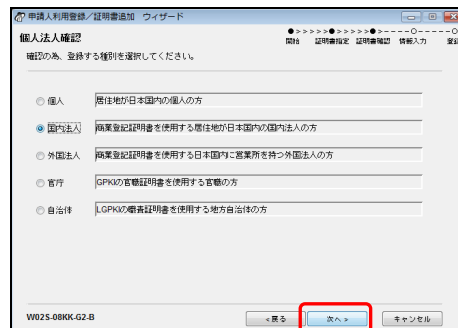 申請人利用登録／証明書追加 ウィザード
個人法人確認
●>>>>>●>>>>>●>----○-----○
開始 証明書指定 証明書確認 情報入力 登
確認の為、登録する種別を選択してください。
個人 居住地が日本国内の個人の方
国内法人 商業登記証明書を使用する居住地が日本国内の国内法人の方
外国法人 商業登記証明書を使用する日本国内に営業所を持つ外国法人の方
官庁 GPKIの官職証明書を使用する官職の方
自治体 LGPKIの職責証明書を使用する地方自治体の方
W02S-08KK-G2-B
<戻る 次へ> キャンセル